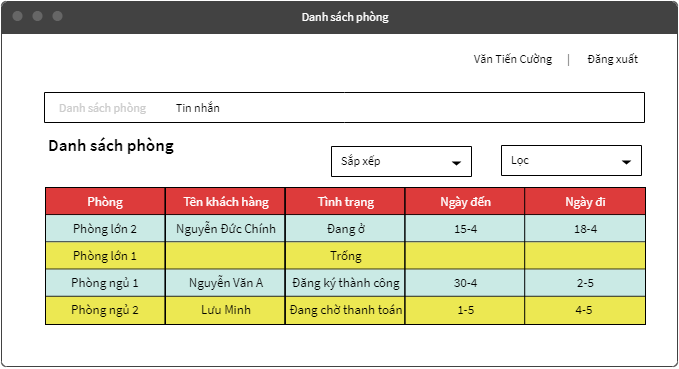 Danh sách phòng
Văn Tiến Cường | Đăng xuất
Danh sách phòng Tin nhắn
Danh sách phòng
Sắp xếp Lọc
Phòng Tên khách hàng Tình trạng Ngày đến Ngày đi
Phòng lớn 2 Nguyễn Đức Chính Đang ở 15-4 18-4
Phòng lớn 1 Trống
Phòng ngủ 1 Nguyễn Văn A Đăng ký thành công 30-4 2-5
Phòng ngủ 2 Lưu Minh Đang chờ thanh toán 1-5 4-5